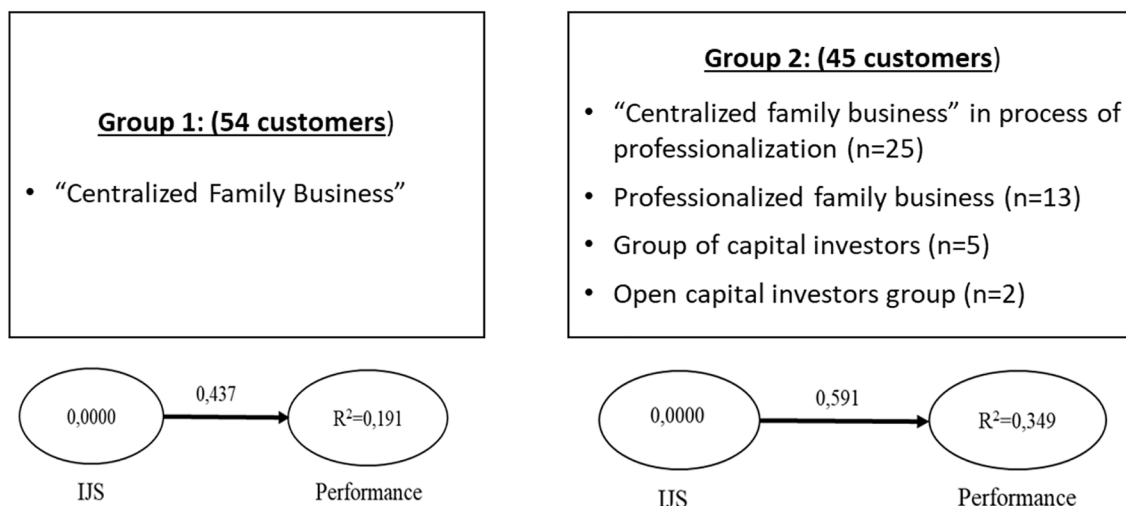 Group 1: (54 customers)
• “Centralized Family Business”
Group 2: (45 customers)
• “Centralized family business” in process of
professionalization (n=25)
• Professionalized family business (n=13)
• Group of capital investors (n=5)
• Open capital investors group (n=2)
0,437
0,0000
R²=0,191
IJS
Performance
0,591
0,0000
R²=0,349
IJS
Performance